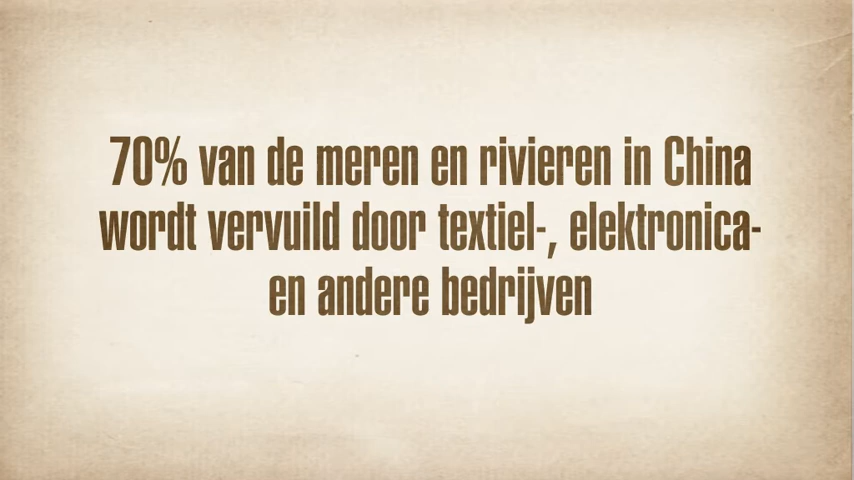 70% van de meren en rivieren in China
wordt vervuild door textiel-, elektronica-
en andere bedrijven